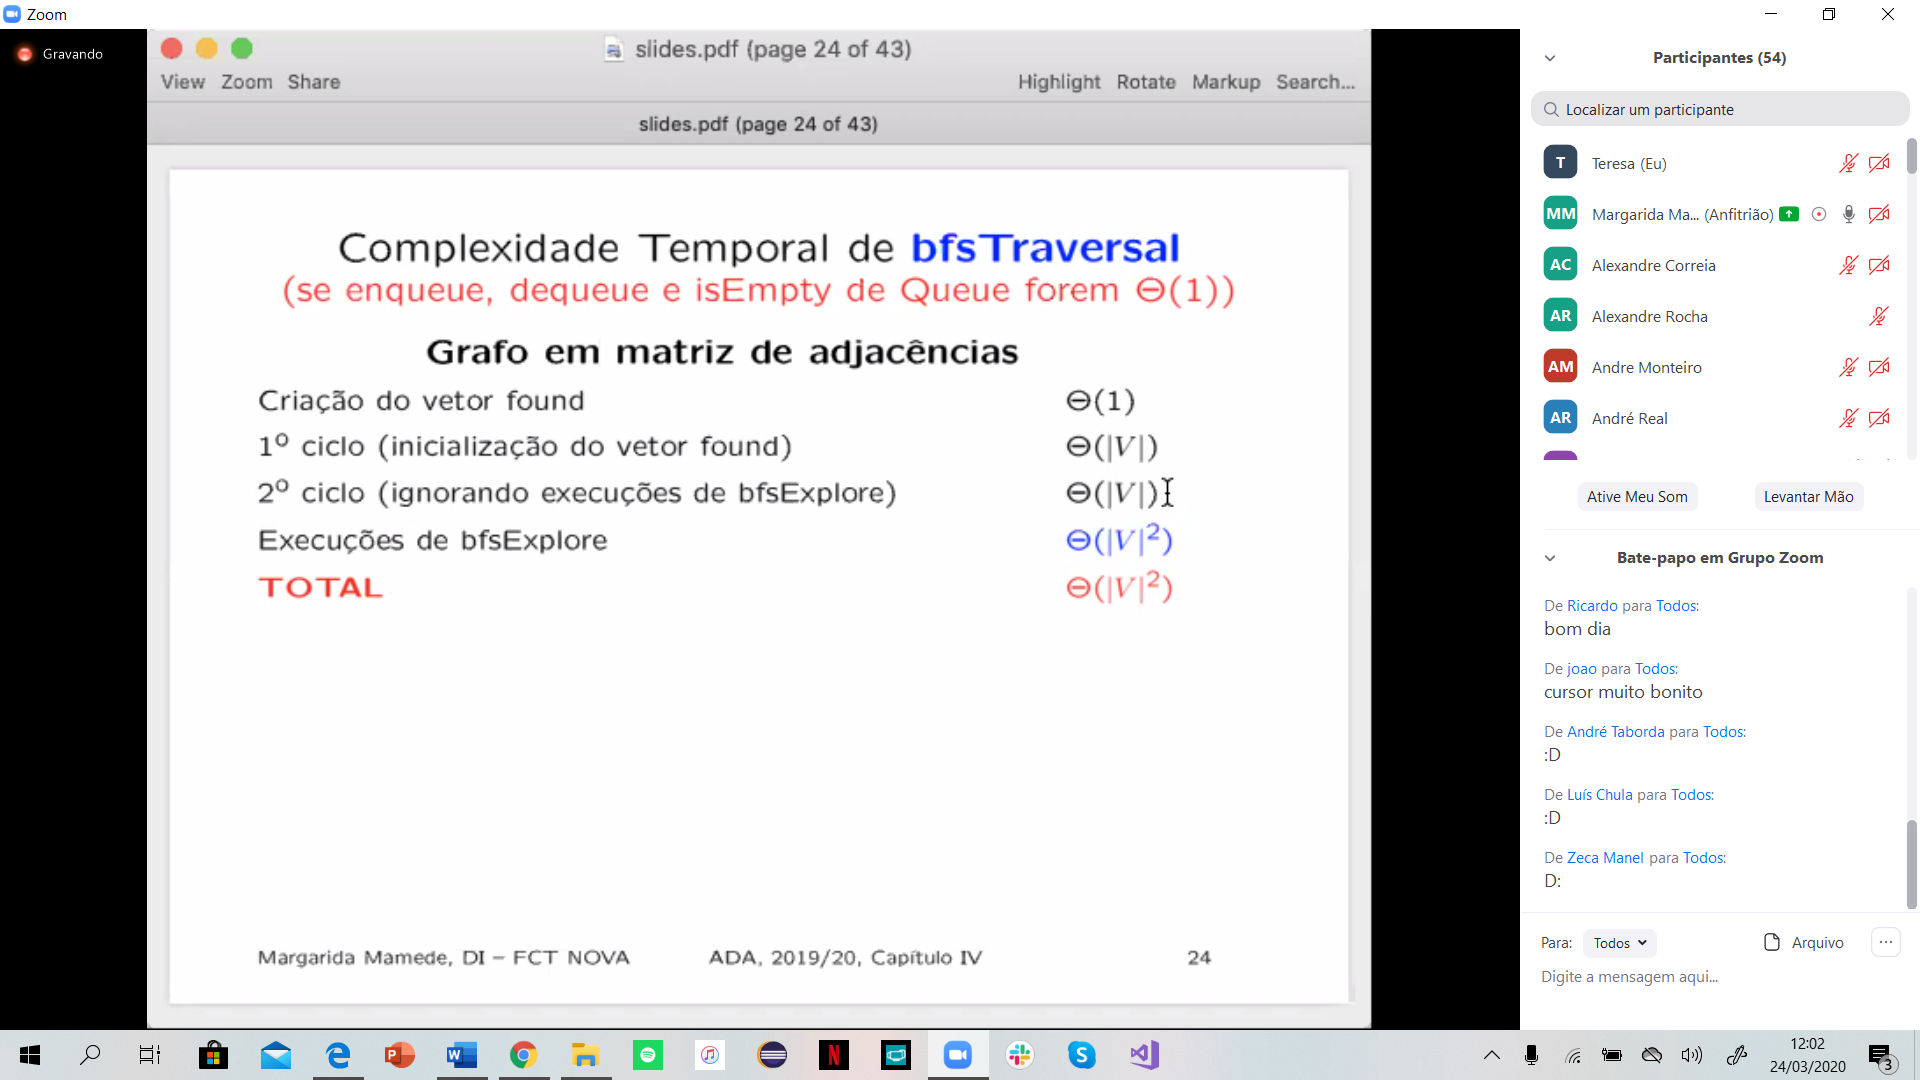 Zoom
Gravando
slides.pdf (page 24 of 43)
View Zoom Share
Highlight Rotate Markup Search...
slides.pdf (page 24 of 43)
Complexidade Temporal de bfsTraversal
(se enqueue, dequeue e isEmpty de Queue forem Θ(1))
Grafo em matriz de adjacências
Criação do vetor found Θ(1)
1º ciclo (inicialização do vetor found) Θ(|V|)
2º ciclo (ignorando execuções de bfsExplore) Θ(|V|)
Execuções de bfsExplore Θ(|V|²)
TOTAL Θ(|V|²)
Margarida Mamede, DI – FCT NOVA ADA, 2019/20, Capítulo IV 24
Participantes (54)
Localizar um participante
T Teresa (Eu)
MM Margarida Ma... (Anfitrião)
AC Alexandre Correia
AR Alexandre Rocha
AM Andre Monteiro
AR André Real
Ative Meu Som Levantar Mão
Bate-papo em Grupo Zoom
De Ricardo para Todos:
bom dia
De joao para Todos:
cursor muito bonito
De André Taborda para Todos:
:D
De Luís Chula para Todos:
:D
De Zeca Manel para Todos:
D:
Para: Todos Arquivo ...
Digite a mensagem aqui...
12:02
24/03/2020
3